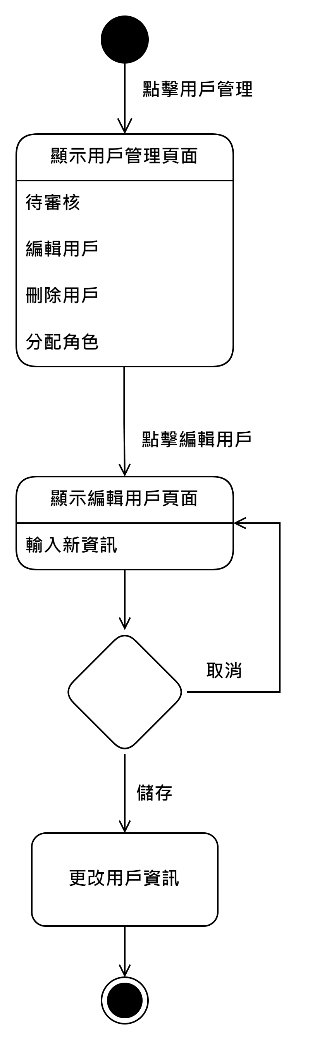 點擊用戶管理
顯示用戶管理頁面
待審核
編輯用戶
刪除用戶
分配角色
點擊編輯用戶
顯示編輯用戶頁面
輸入新資訊
取消
儲存
更改用戶資訊